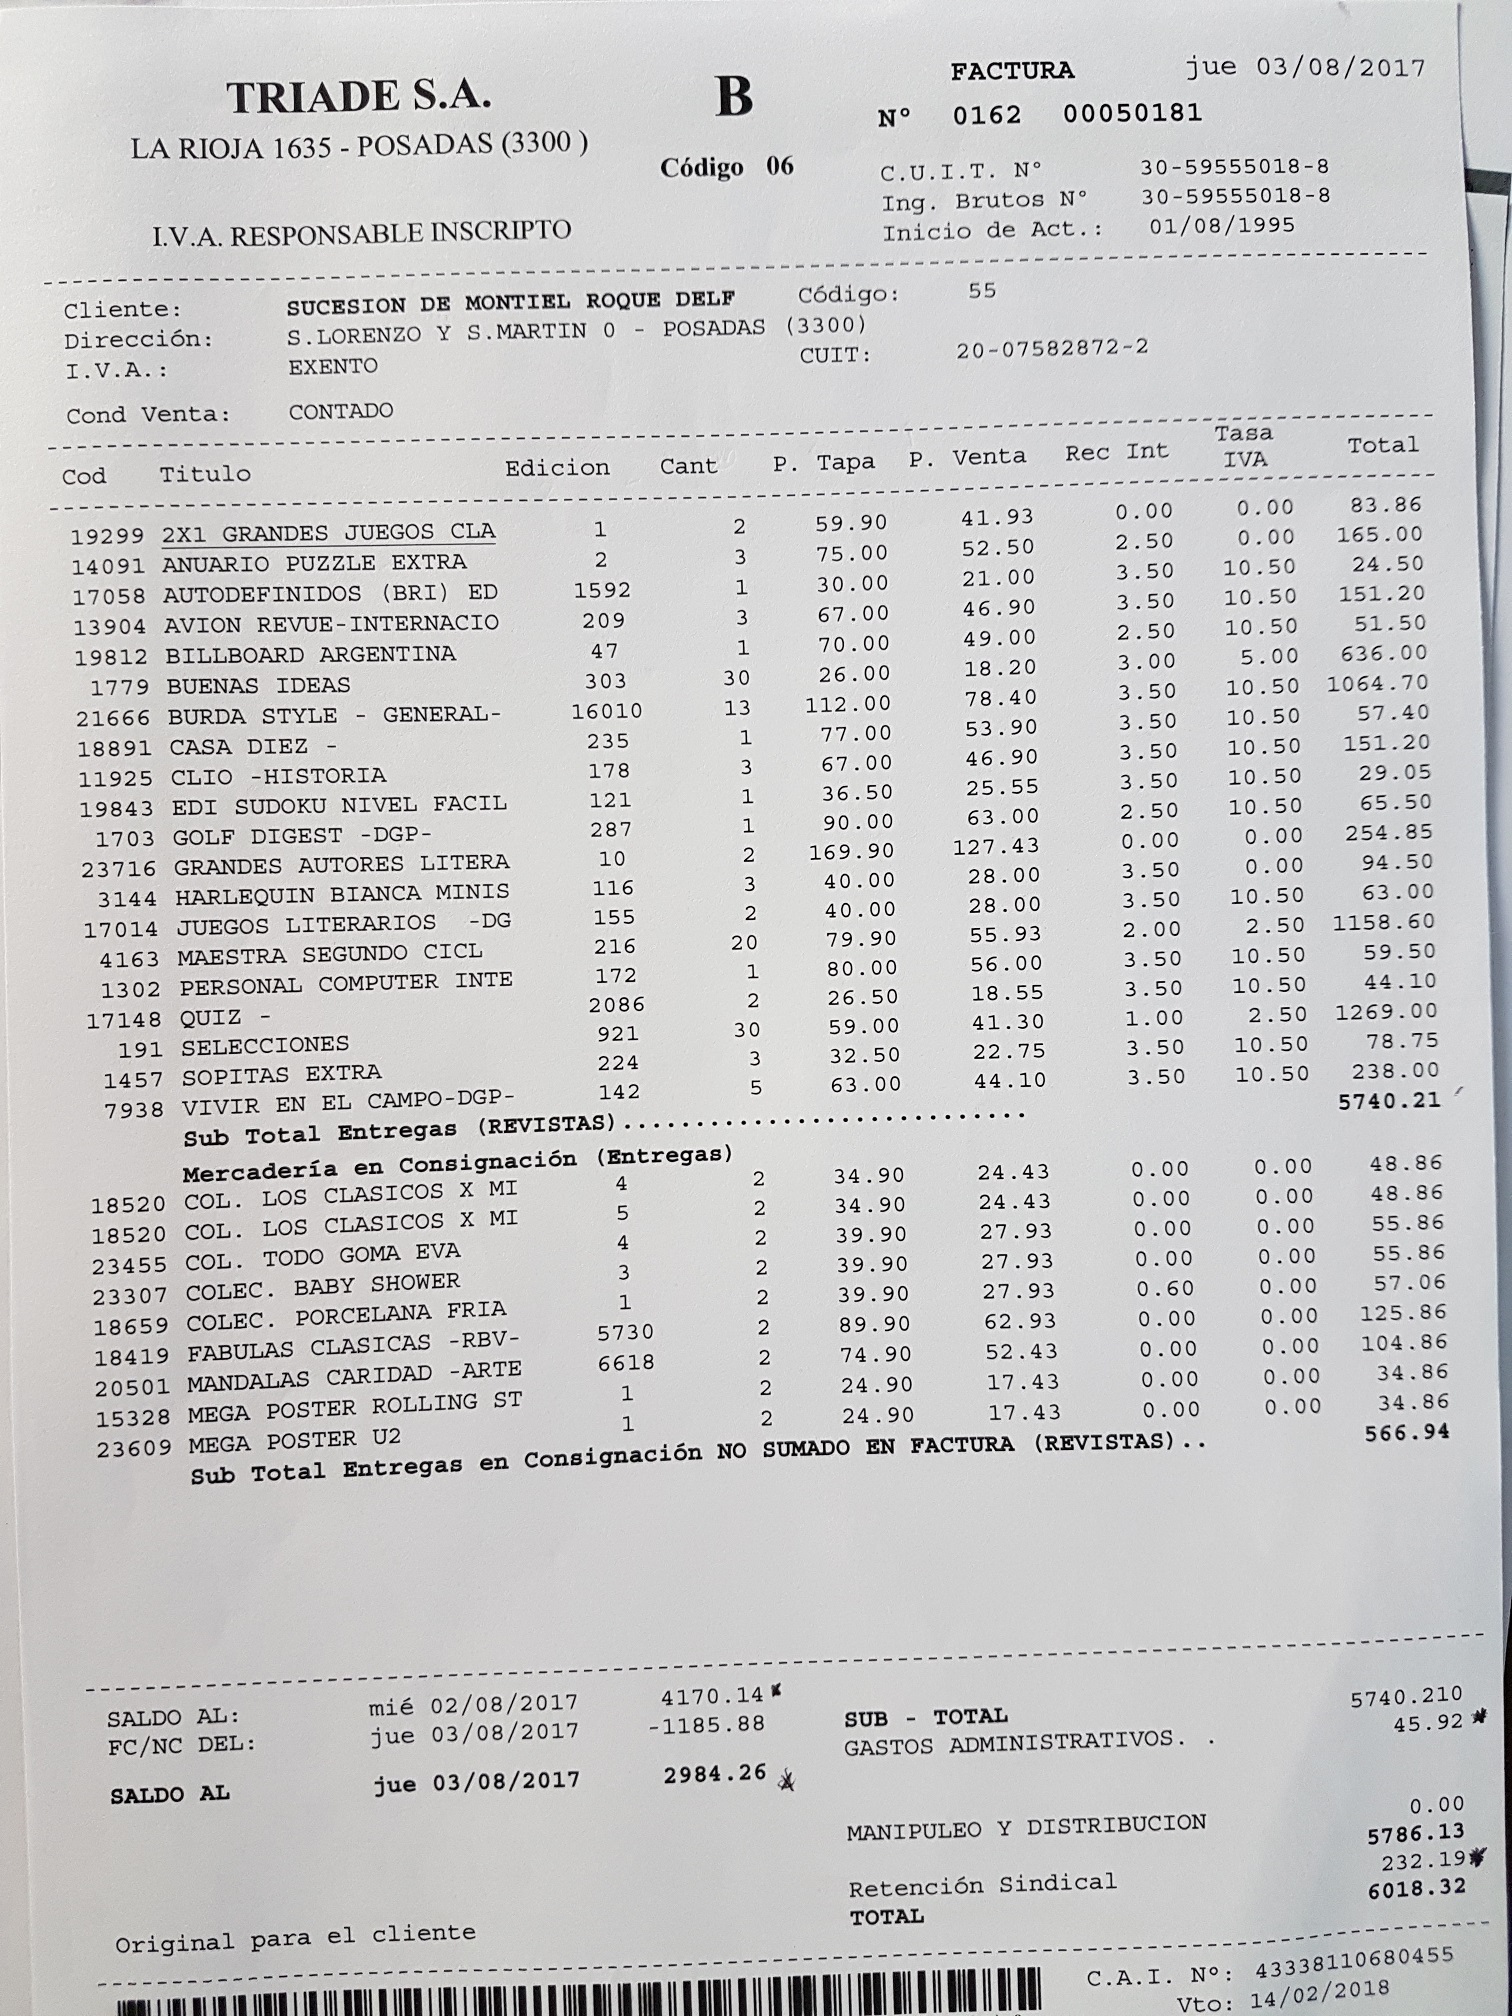 TRIADE S.A.
LA RIOJA 1635 - POSADAS (3300 )
I.V.A. RESPONSABLE INSCRIPTO
B
Código 06
FACTURA jue 03/08/2017
N° 0162 00050181
C.U.I.T. N° 30-59555018-8
Ing. Brutos N° 30-59555018-8
Inicio de Act.: 01/08/1995
Cliente: SUCESION DE MONTIEL ROQUE DELF Código: 55
Dirección: S.LORENZO Y S.MARTIN 0 - POSADAS (3300)
I.V.A.: EXENTO CUIT: 20-07582872-2
Cond Venta: CONTADO
Cod Titulo Edicion Cant P. Tapa P. Venta Rec Int Tasa IVA Total
19299 2X1 GRANDES JUEGOS CLA 1 2 59.90 41.93 0.00 0.00 83.86
14091 ANUARIO PUZZLE EXTRA 2 3 75.00 52.50 2.50 0.00 165.00
17058 AUTODEFINIDOS (BRI) ED 1592 1 30.00 21.00 3.50 10.50 24.50
13904 AVION REVUE-INTERNACIO 209 3 67.00 46.90 3.50 10.50 151.20
19812 BILLBOARD ARGENTINA 47 1 70.00 49.00 2.50 10.50 51.50
1779 BUENAS IDEAS 303 30 26.00 18.20 3.00 5.00 636.00
21666 BURDA STYLE - GENERAL- 16010 13 112.00 78.40 3.50 10.50 1064.70
18891 CASA DIEZ - 235 1 77.00 53.90 3.50 10.50 57.40
11925 CLIO -HISTORIA 178 3 67.00 46.90 3.50 10.50 151.20
19843 EDI SUDOKU NIVEL FACIL 121 1 36.50 25.55 3.50 10.50 29.05
1703 GOLF DIGEST -DGP- 287 1 90.00 63.00 2.50 10.50 65.50
23716 GRANDES AUTORES LITERA 10 2 169.90 127.43 0.00 0.00 254.85
3144 HARLEQUIN BIANCA MINIS 116 3 40.00 28.00 3.50 0.00 94.50
17014 JUEGOS LITERARIOS -DG 155 2 40.00 28.00 3.50 10.50 63.00
4163 MAESTRA SEGUNDO CICL 216 20 79.90 55.93 2.00 2.50 1158.60
1302 PERSONAL COMPUTER INTE 172 1 80.00 56.00 3.50 10.50 59.50
17148 QUIZ - 2086 2 26.50 18.55 3.50 10.50 44.10
191 SELECCIONES 921 30 59.00 41.30 1.00 2.50 1269.00
1457 SOPITAS EXTRA 224 3 32.50 22.75 3.50 10.50 78.75
7938 VIVIR EN EL CAMPO-DGP- 142 5 63.00 44.10 3.50 10.50 238.00
Sub Total Entregas (REVISTAS)........................... 5740.21
Mercadería en Consignación (Entregas)
18520 COL. LOS CLASICOS X MI 4 2 34.90 24.43 0.00 0.00 48.86
18520 COL. LOS CLASICOS X MI 5 2 34.90 24.43 0.00 0.00 48.86
23455 COL. TODO GOMA EVA 4 2 39.90 27.93 0.00 0.00 55.86
23307 COLEC. BABY SHOWER 3 2 39.90 27.93 0.00 0.00 55.86
18659 COLEC. PORCELANA FRIA 1 2 39.90 27.93 0.60 0.00 57.06
18419 FABULAS CLASICAS -RBV- 5730 2 89.90 62.93 0.00 0.00 125.86
20501 MANDALAS CARIDAD -ARTE 6618 2 74.90 52.43 0.00 0.00 104.86
15328 MEGA POSTER ROLLING ST 1 2 24.90 17.43 0.00 0.00 34.86
23609 MEGA POSTER U2 1 2 24.90 17.43 0.00 0.00 34.86
Sub Total Entregas en Consignación NO SUMADO EN FACTURA (REVISTAS).. 566.94
SALDO AL: mié 02/08/2017 4170.14
FC/NC DEL: jue 03/08/2017 -1185.88
SALDO AL jue 03/08/2017 2984.26
SUB - TOTAL 5740.210
GASTOS ADMINISTRATIVOS. . 45.92
MANIPULEO Y DISTRIBUCION 0.00
5786.13
Retención Sindical 232.19
TOTAL 6018.32
Original para el cliente
C.A.I. N°: 43338110680455
Vto: 14/02/2018